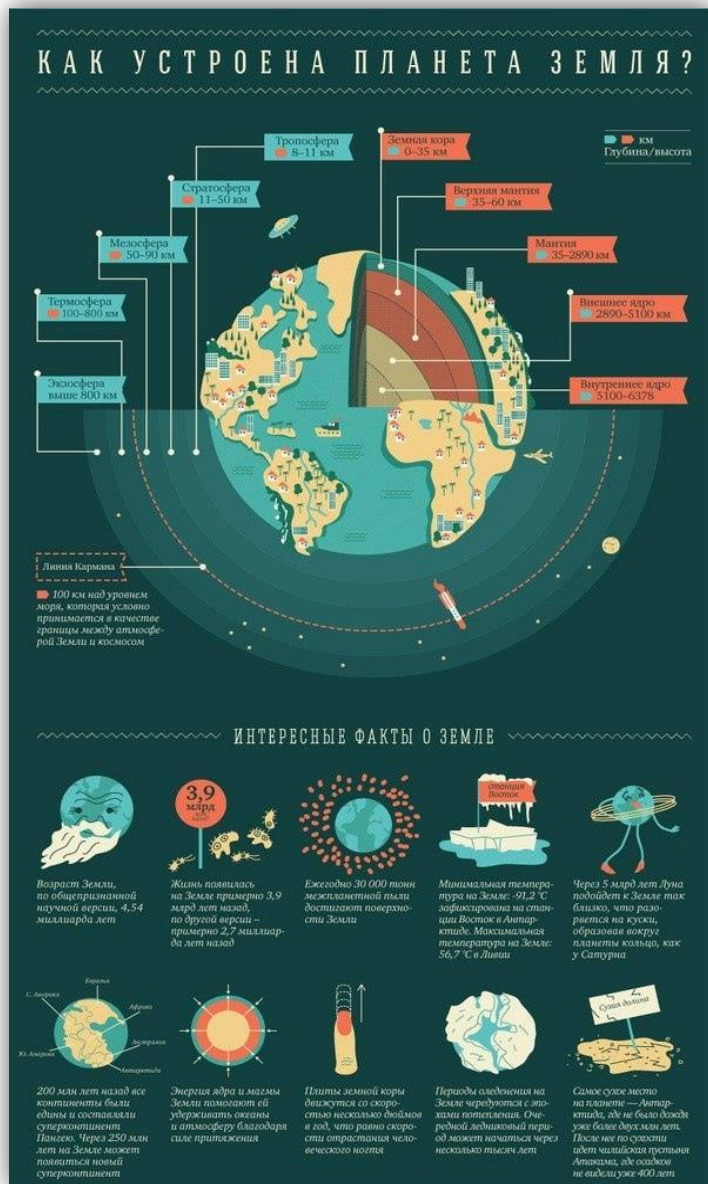 КАК УСТРОЕНА ПЛАНЕТА ЗЕМЛЯ?
Тропосфера
8–11 км
Стратосфера
11–50 км
Мезосфера
50–90 км
Термосфера
100–800 км
Экзосфера
выше 800 км
Земная кора
0–35 км
Верхняя мантия
35–60 км
Мантия
35–2890 км
Внешнее ядро
2890–5100 км
Внутреннее ядро
5100–6378
км
Глубина/высота
Линия Кармана
100 км над уровнем
моря, которая условно
принимается в качестве
границы между атмосфе-
рой Земли и космосом
ИНТЕРЕСНЫЕ ФАКТЫ О ЗЕМЛЕ
Возраст Земли,
по общепризнанной
научной версии, 4,54
миллиарда лет
3,9
млрд
Жизнь появилась
на Земле примерно 3,9
млрд лет назад,
по другой версии –
примерно 2,7 миллиар-
да лет назад
Ежегодно 30 000 тонн
межпланетной пыли
достигают поверхно-
сти Земли
станция
Восток
Минимальная темпера-
тура на Земле: -91,2 °C
зафиксирована на стан-
ции Восток в Антар-
ктиде. Максимальная
температура на Земле:
56,7 °C в Ливии
Через 5 млрд лет Луна
подойдет к Земле так
близко, что разо-
рвется на куски,
образовав вокруг
планеты кольцо, как
у Сатурна
Евразия
С. Америка
Африка
Ю. Америка
Австралия
Антарктида
200 млн лет назад все
континенты были
едины и составляли
суперконтинент
Пангею. Через 250 млн
лет на Земле может
появиться новый
суперконтинент
Энергия ядра и магмы
Земли помогают ей
удерживать океаны
и атмосферу благодаря
силе притяжения
Плиты земной коры
движутся со скоро-
стью несколько дюймов
в год, что равно скоро-
сти отрастания чело-
веческого ногтя
Периоды оледенения на
Земле чередуются с эпо-
хами потепления. Оче-
редной ледниковый пери-
од может начаться через
несколько тысяч лет
Сухая долина
Самое сухое место
на планете — Антар-
ктида, где не было дождя
уже более двух млн лет.
После нее по сухости
идет чилийская пустыня
Атакама, где осадков
не видели уже 400 лет